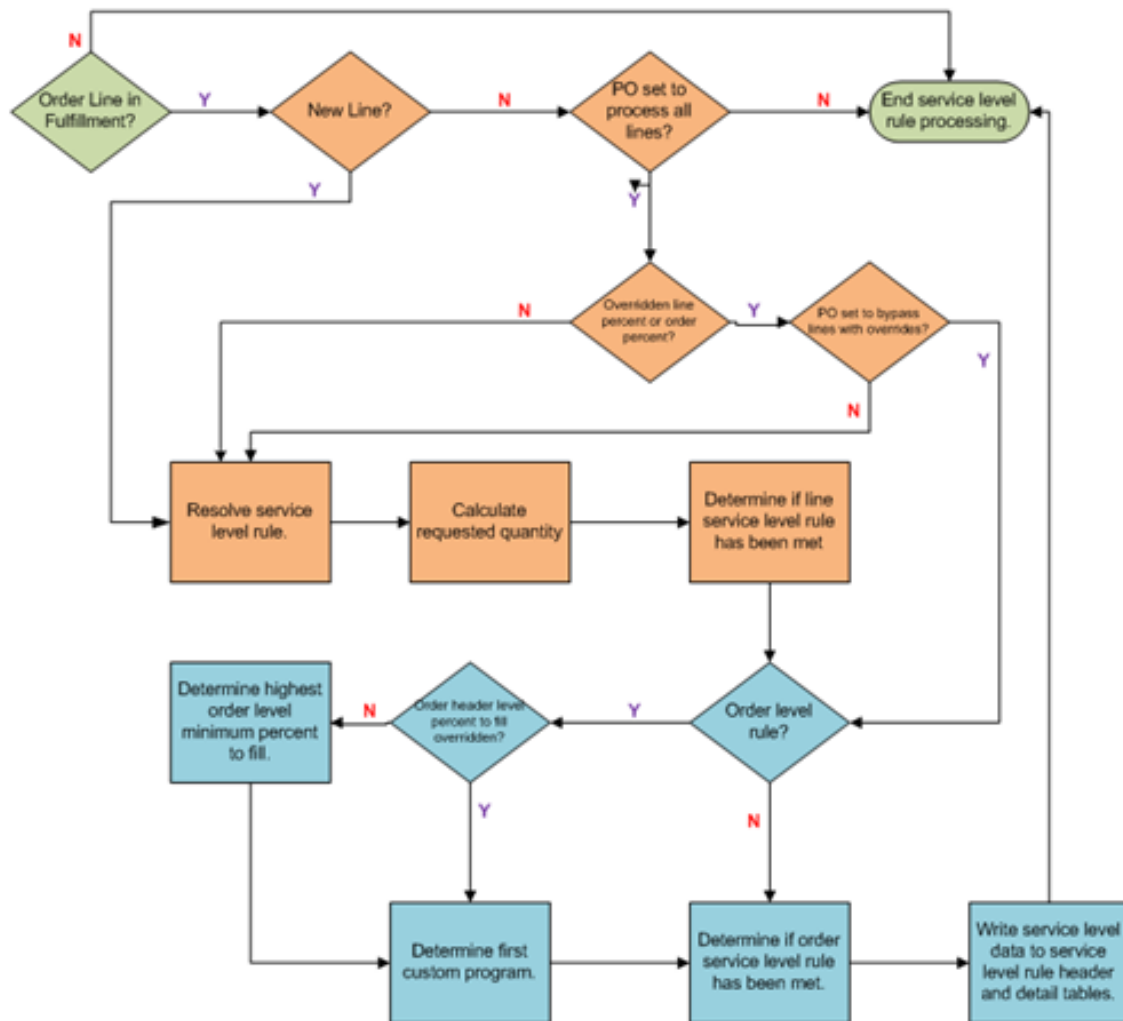 N
Order Line in
Fulfillment?
Y
New Line?
N
PO set to
process all
lines?
N
End service level
rule processing.
Y
Y
N
Overridden line
percent or order
percent?
Y
PO set to bypass
lines with overrides?
Y
N
Resolve service
level rule.
Calculate
requested quantity
Determine if line
service level rule
has been met
Determine highest
order level
minimum percent
to fill.
N
Order header level
percent to fill
overridden?
Y
Order level
rule?
Y
N
Determine first
custom program.
Determine if order
service level rule
has been met.
Write service level
data to service
level rule header
and detail tables.